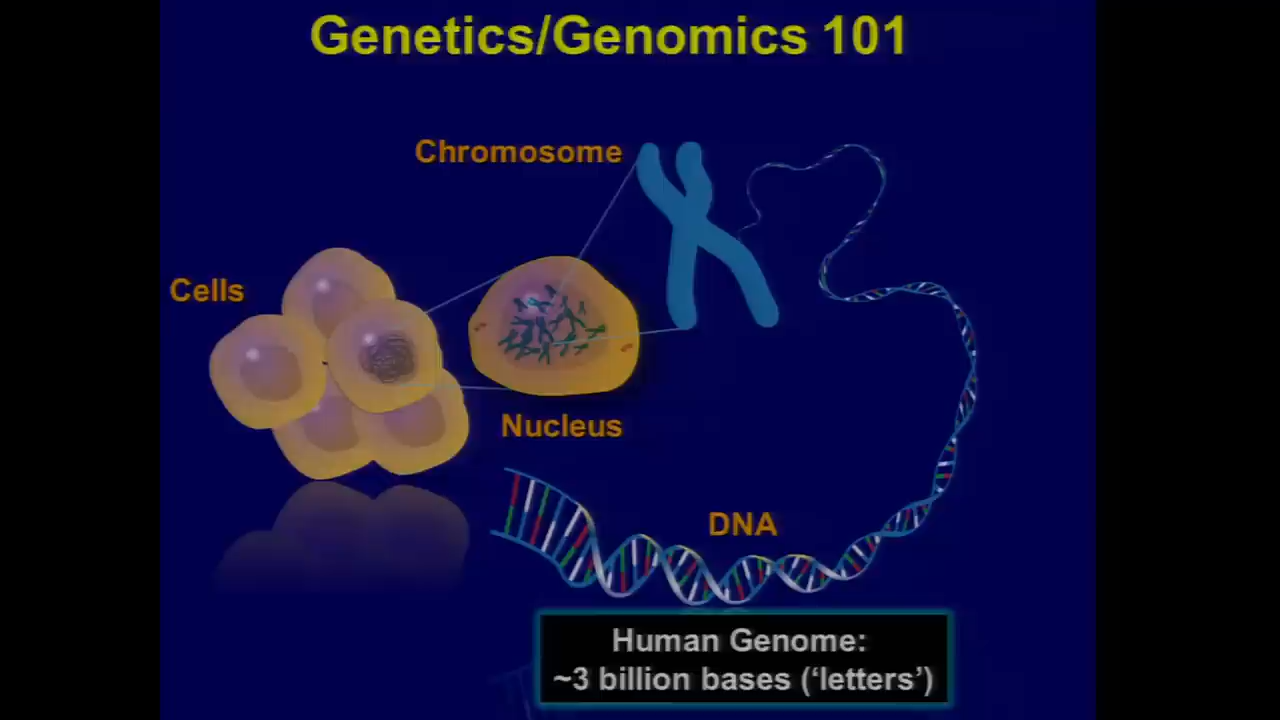 Genetics/Genomics 101
Chromosome
Cells
Nucleus
DNA
Human Genome:
~3 billion bases (‘letters’)